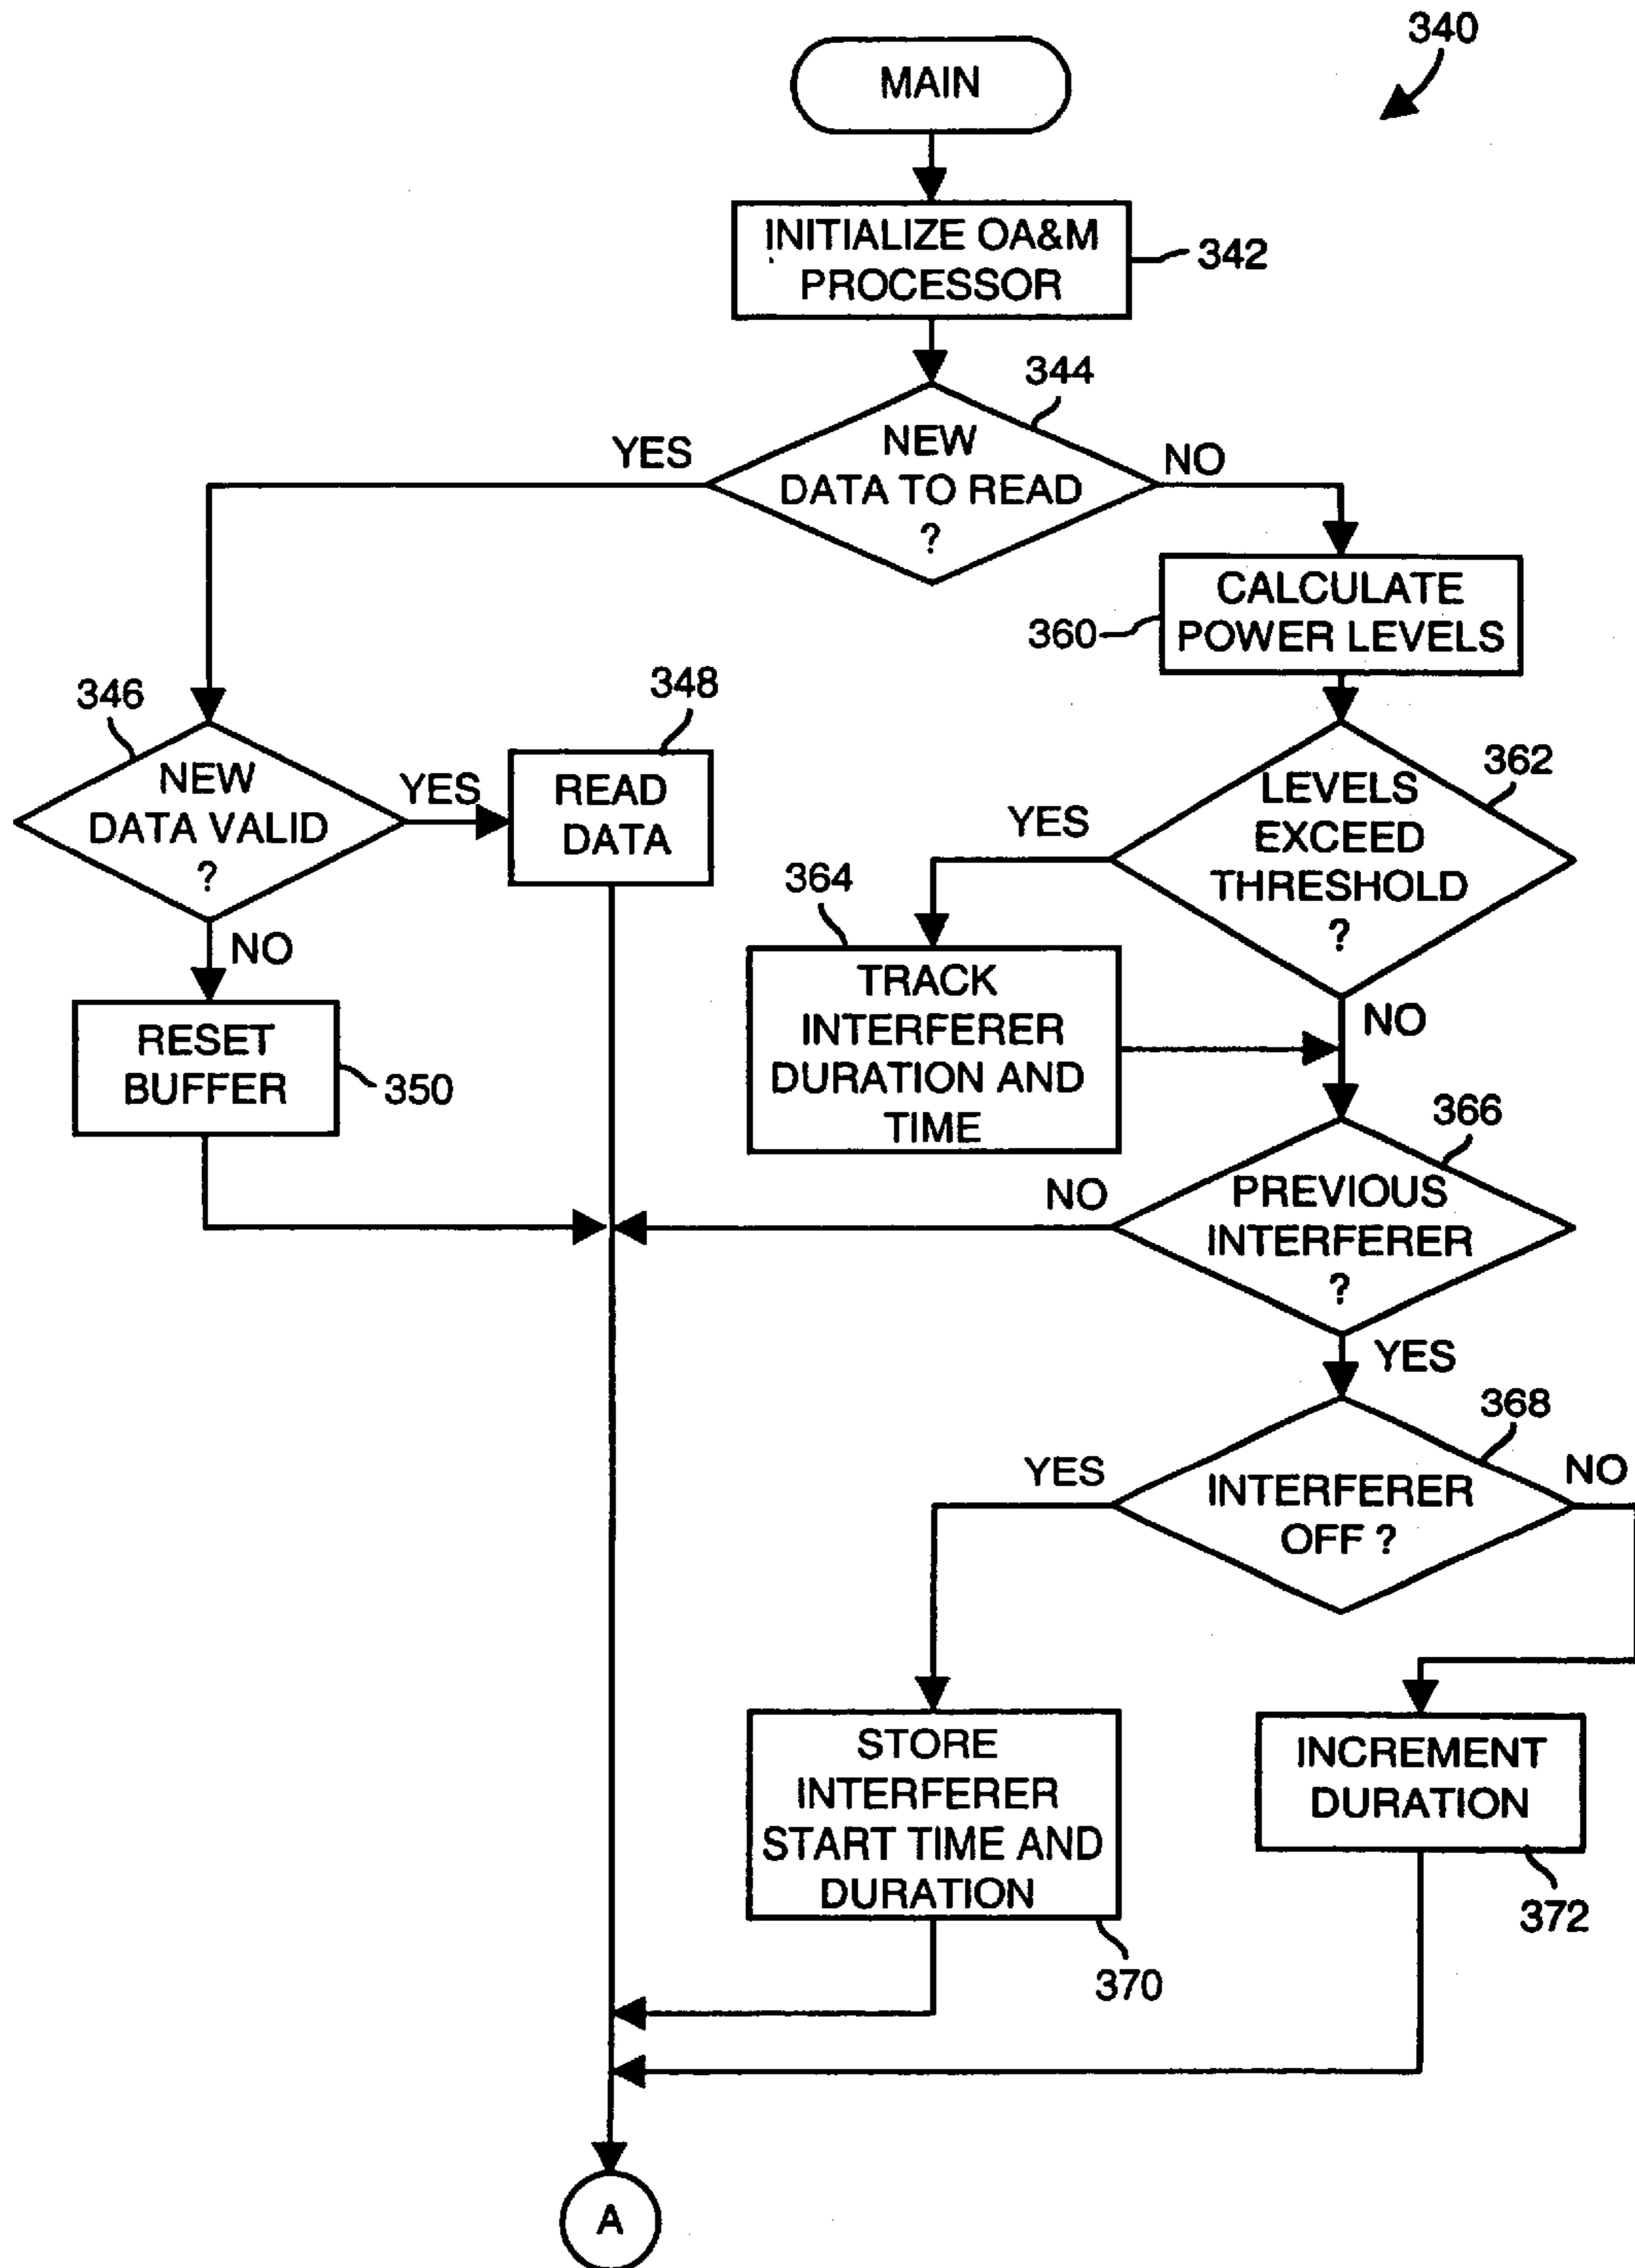 340
MAIN
INITIALIZE OA&M
PROCESSOR
342
344
NEW
DATA TO READ
?
YES
NO
CALCULATE
POWER LEVELS
360
346
NEW
DATA VALID
?
YES
348
READ
DATA
362
LEVELS
EXCEED
THRESHOLD
?
YES
364
TRACK
INTERFERER
DURATION AND
TIME
NO
NO
RESET
BUFFER
350
366
PREVIOUS
INTERFERER
?
NO
YES
368
INTERFERER
OFF ?
YES
NO
STORE
INTERFERER
START TIME AND
DURATION
370
INCREMENT
DURATION
372
A